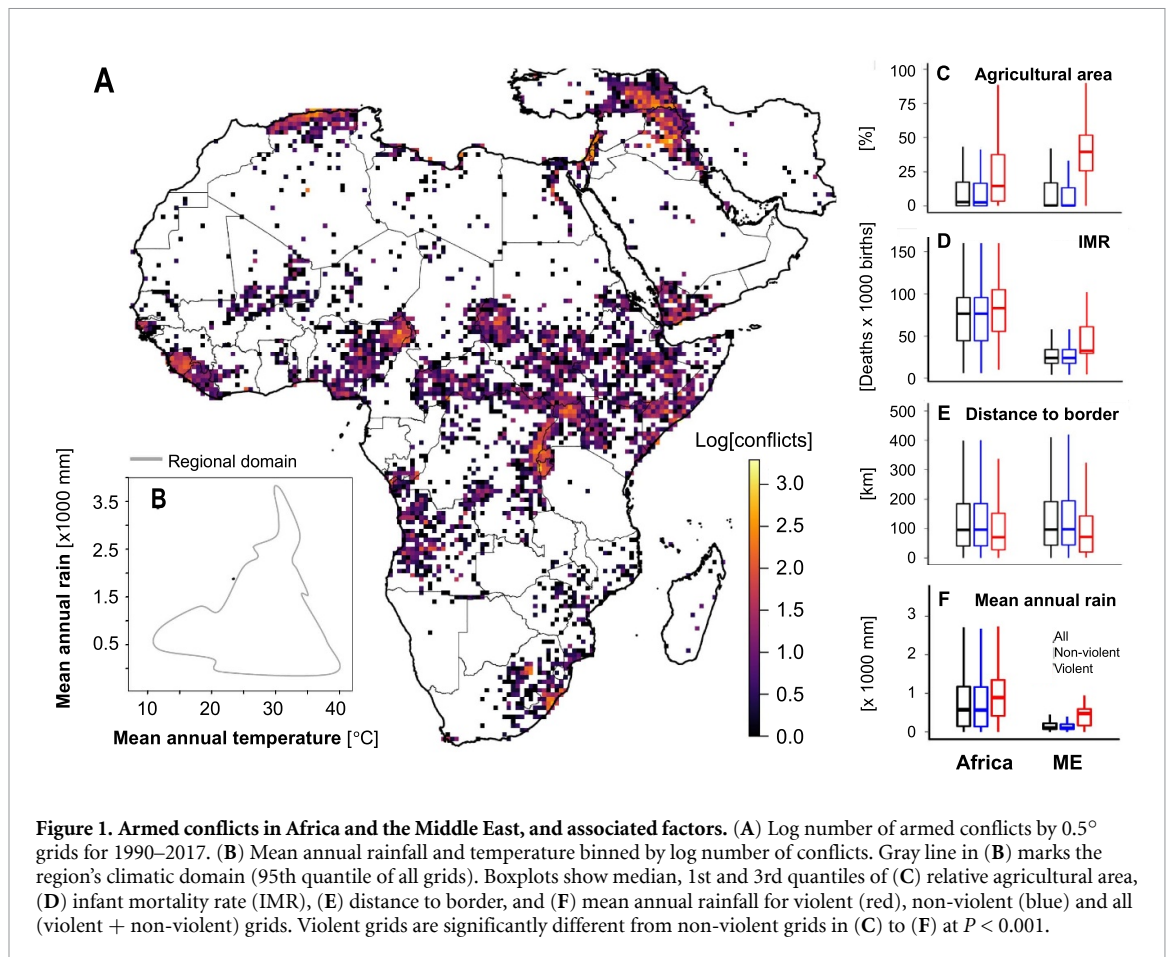 A
Log[conflicts]
3.0
2.5
2.0
1.5
1.0
0.5
0.0
Regional domain
B
Mean annual rain [x1000 mm]
3.5
2.5
1.5
0.5
10 20 30 40
Mean annual temperature [°C]
C Agricultural area
[%]
100
75
50
25
0
D IMR
[Deaths x 1000 births]
150
100
50
0
E Distance to border
[km]
500
400
300
200
100
0
F Mean annual rain
[x 1000 mm]
3
2
1
0
All
Non-violent
Violent
Africa ME
Figure 1. Armed conflicts in Africa and the Middle East, and associated factors. (A) Log number of armed conflicts by 0.5°
grids for 1990–2017. (B) Mean annual rainfall and temperature binned by log number of conflicts. Gray line in (B) marks the
region's climatic domain (95th quantile of all grids). Boxplots show median, 1st and 3rd quantiles of (C) relative agricultural area,
(D) infant mortality rate (IMR), (E) distance to border, and (F) mean annual rainfall for violent (red), non-violent (blue) and all
(violent + non-violent) grids. Violent grids are significantly different from non-violent grids in (C) to (F) at P < 0.001.